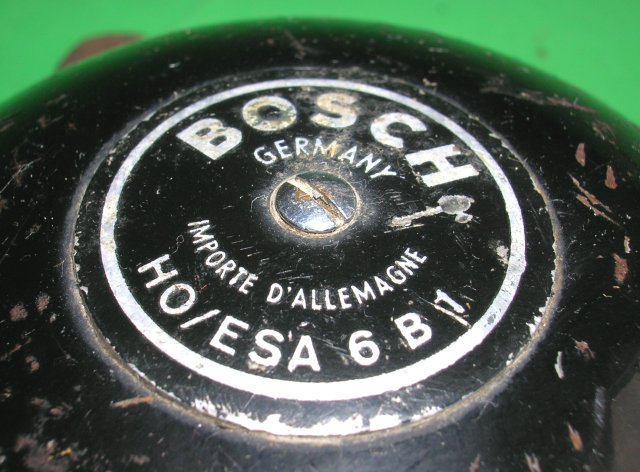 BOSCH
GERMANY
IMPORTE D'ALLEMAGNE
HO/ESA 6 B 1